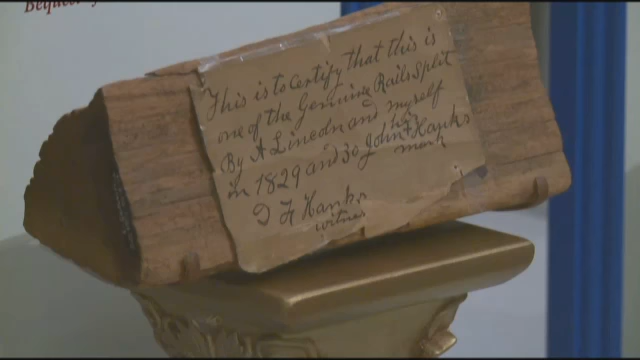 Bequeathed
This is to Certify that this is
one of the Genuine Rails Split
By A Lincoln and myself
in 1829 and 30 John his + Hanks
mark
D F Hanks
witness